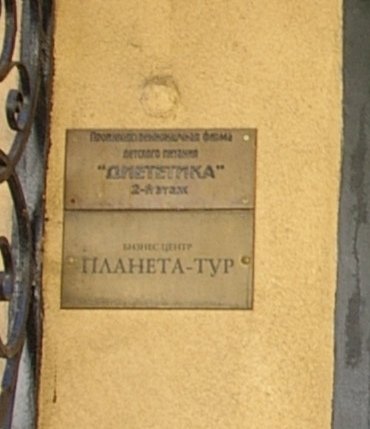 Производственная фирма
детского питания
"ДИЕТЕТИКА"
2-й этаж
БИЗНЕС ЦЕНТР
ПЛАНЕТА-ТУР